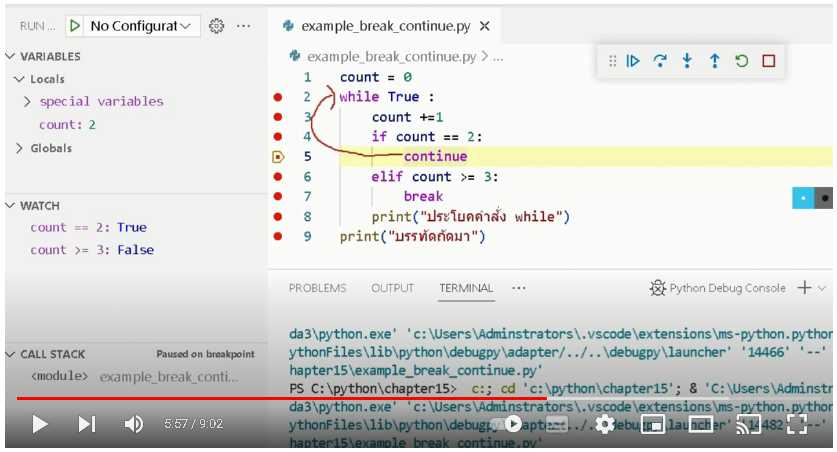 RUN ... No Configurat
example_break_continue.py
VARIABLES
Locals
special variables
count: 2
Globals
WATCH
count == 2: True
count >= 3: False
CALL STACK Paused on breakpoint
<module> example_break_conti...
example_break_continue.py > ...
1 count = 0
2 while True :
3 count +=1
4 if count == 2:
5 continue
6 elif count >= 3:
7 break
8 print("ประโยคคำสั่ง while")
9 print("บรรทัดถัดมา")
PROBLEMS OUTPUT TERMINAL ... Python Debug Console
da3\python.exe' 'c:\Users\Adminstrators\.vscode\extensions\ms-python.python
ythonFiles\lib\python\debugpy\adapter/../..\debugpy\launcher' '14466' '--'
hapter15\example_break_continue.py'
PS C:\python\chapter15> c:; cd 'c:\python\chapter15'; & 'C:\Users\Adminstr
da3\python.exe' 'c:\Users\Adminstrators\.vscode\extensions\ms-python.python
ythonFiles\lib\python\debugpy\adapter/../..\debugpy\launcher' '14482 '--'
hapter15\example_break_continue.py'
5:57 / 9:02